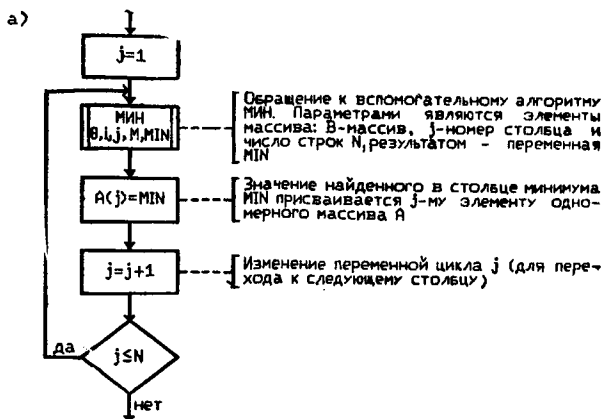 а)
j=1
МИН
B,i,j,M,MIN
Обращение к вспомогательному алгоритму
МИН. Параметрами являются элементы
массива: B-массив, j-номер столбца и
число строк N, результатом - переменная
MIN
A(j)=MIN
Значение найденного в столбце минимума
MIN присваивается j-му элементу одно-
мерного массива A
j=j+1
Изменение переменной цикла j (для пере-
хода к следующему столбцу)
да
j≤N
нет